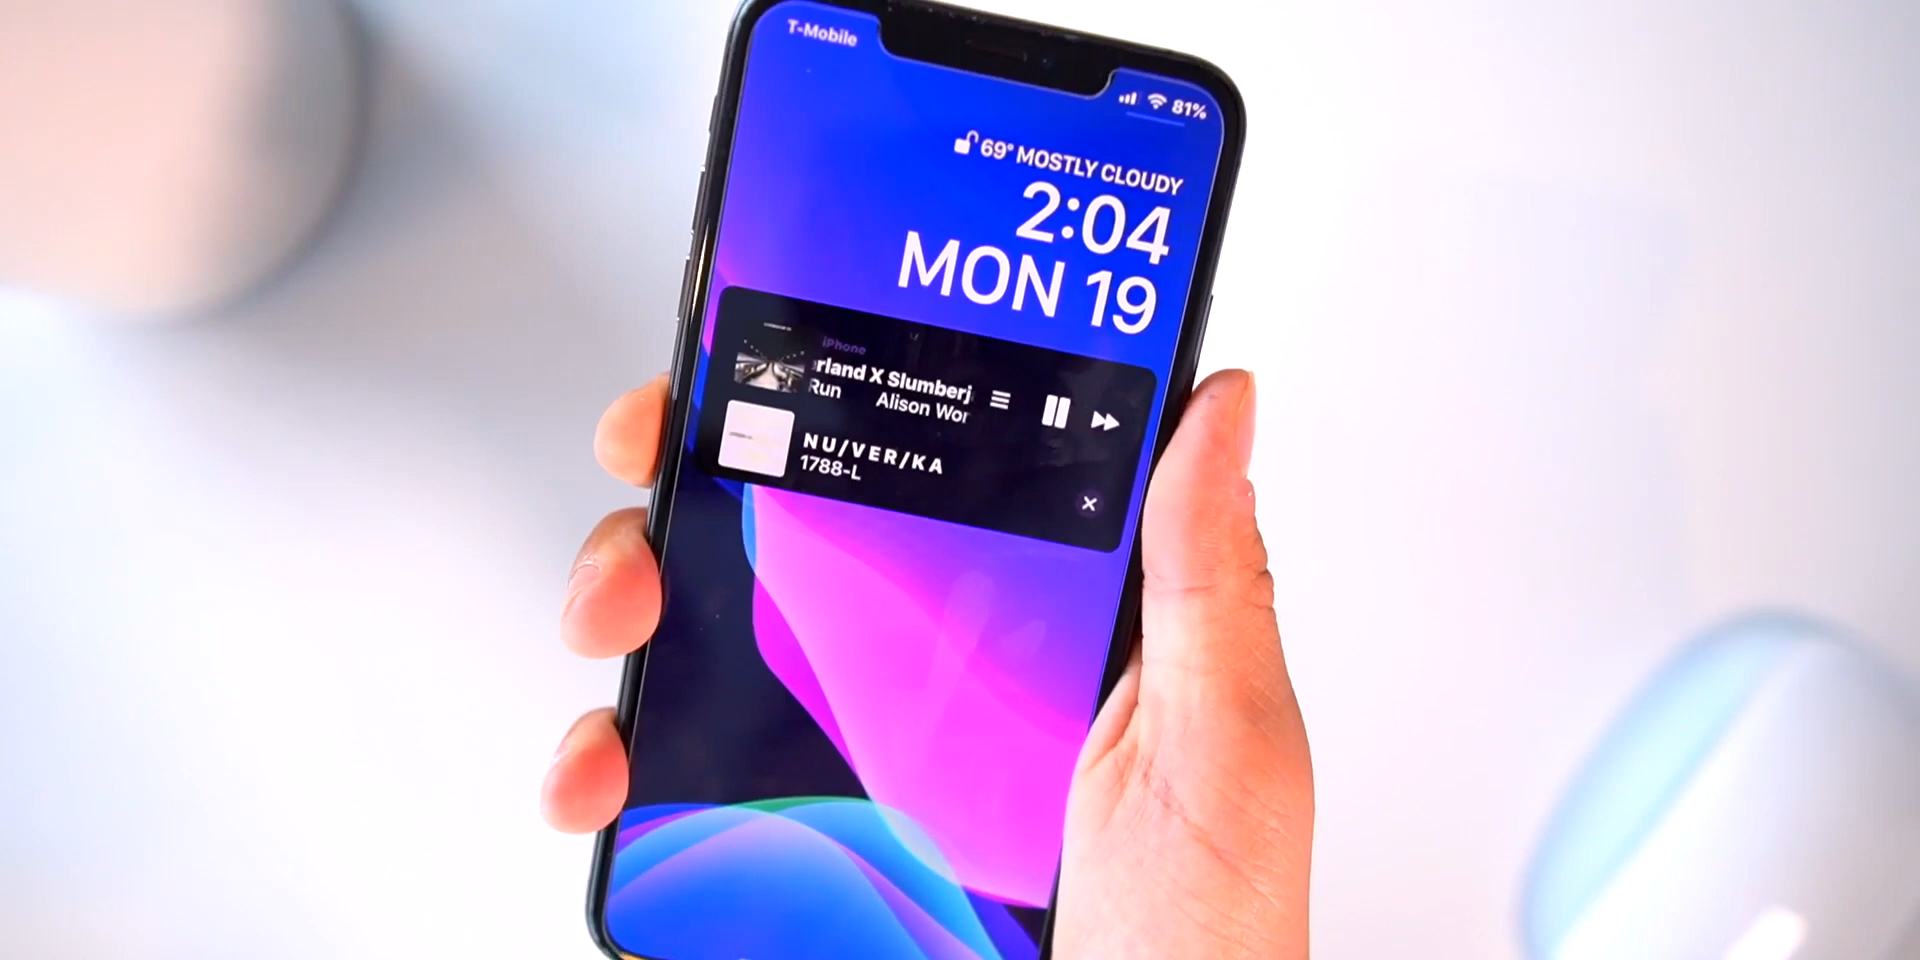 T-Mobile
81%
69° MOSTLY CLOUDY
2:04
MON 19
iPhone
rland X Slumberj
Run Alison Wor
NU/VER/KA
1788-L